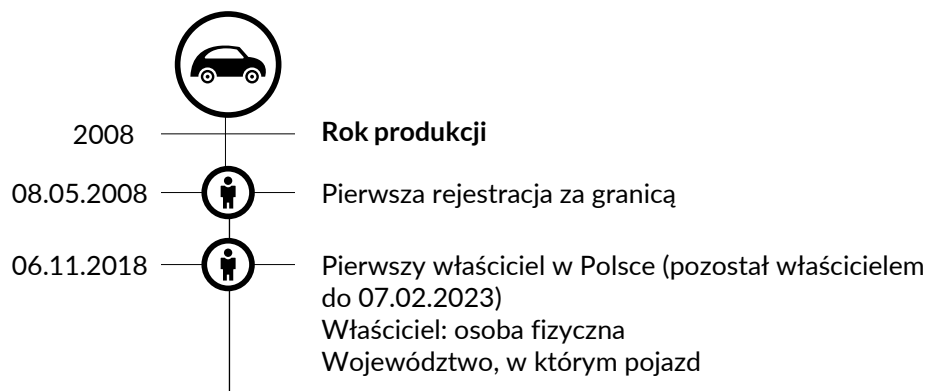 2008
Rok produkcji
08.05.2008
Pierwsza rejestracja za granicą
06.11.2018
Pierwszy właściciel w Polsce (pozostał właścicielem
do 07.02.2023)
Właściciel: osoba fizyczna
Województwo, w którym pojazd